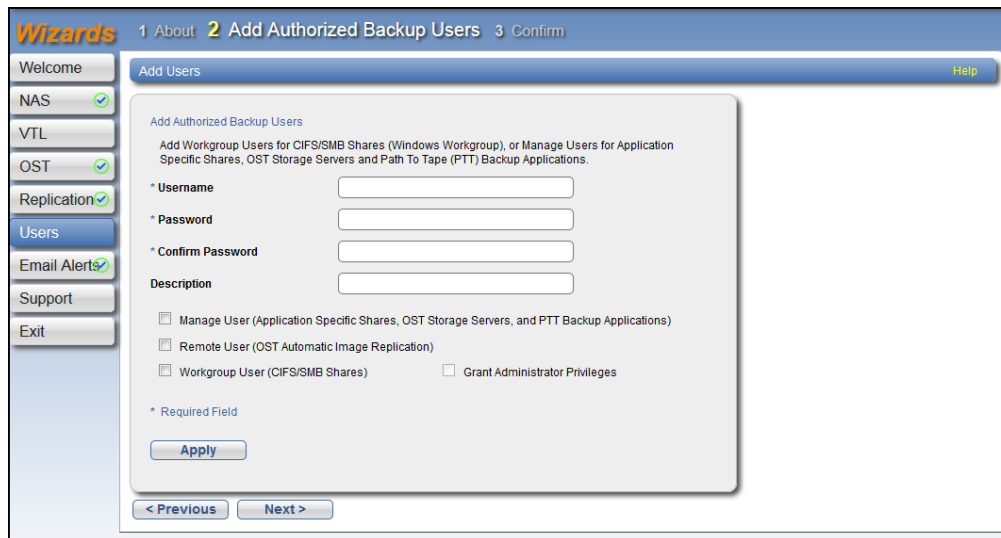 Wizards
1 About 2 Add Authorized Backup Users 3 Confirm
Welcome
NAS
VTL
OST
Replication
Users
Email Alerts
Support
Exit
Add Users
Help
Add Authorized Backup Users
Add Workgroup Users for CIFS/SMB Shares (Windows Workgroup), or Manage Users for Application
Specific Shares, OST Storage Servers and Path To Tape (PTT) Backup Applications.
* Username
* Password
* Confirm Password
Description
Manage User (Application Specific Shares, OST Storage Servers, and PTT Backup Applications)
Remote User (OST Automatic Image Replication)
Workgroup User (CIFS/SMB Shares) Grant Administrator Privileges
* Required Field
Apply
< Previous Next >